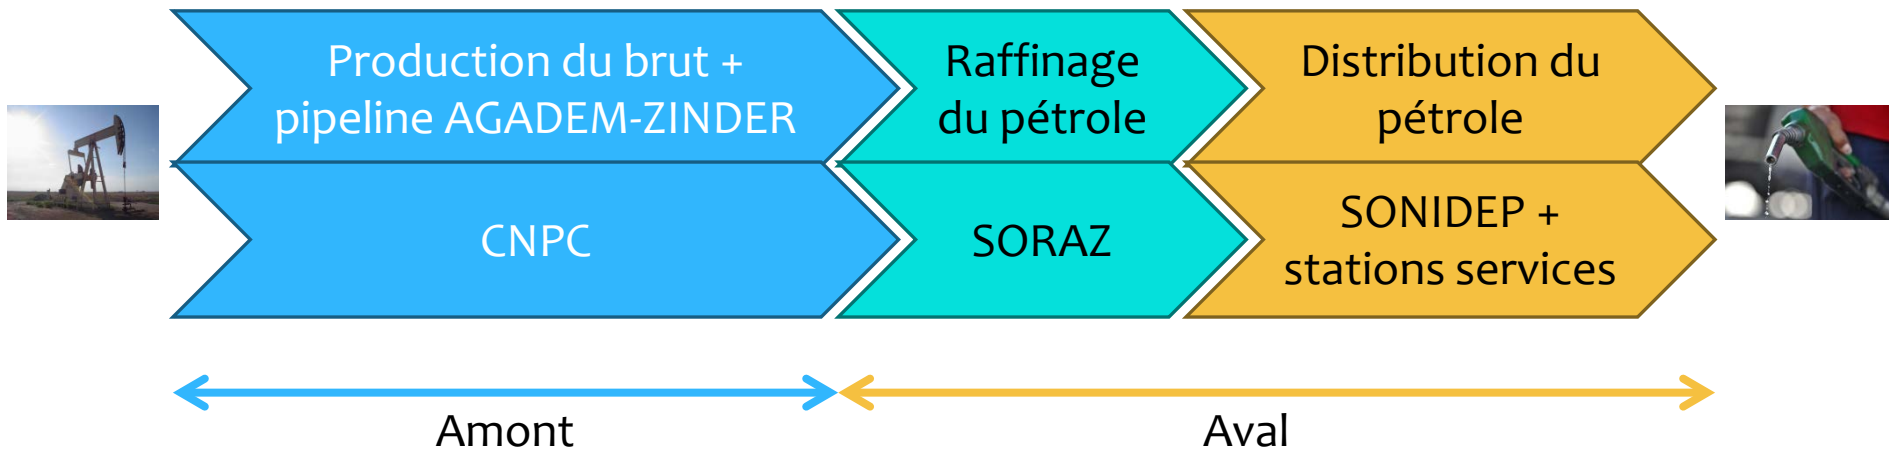 Production du brut +
pipeline AGADEM-ZINDER
Raffinage
du pétrole
Distribution du
pétrole
CNPC
SORAZ
SONIDEP +
stations services
Amont
Aval